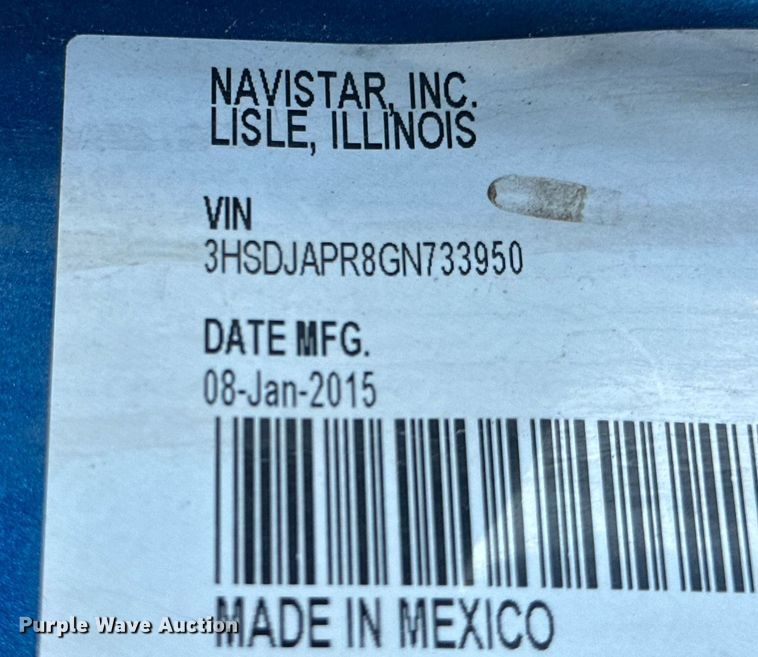 NAVISTAR, INC.
LISLE, ILLINOIS
VIN
3HSDJAPR8GN733950
DATE MFG.
08-Jan-2015
MADE IN MEXICO
Purple Wave Auction